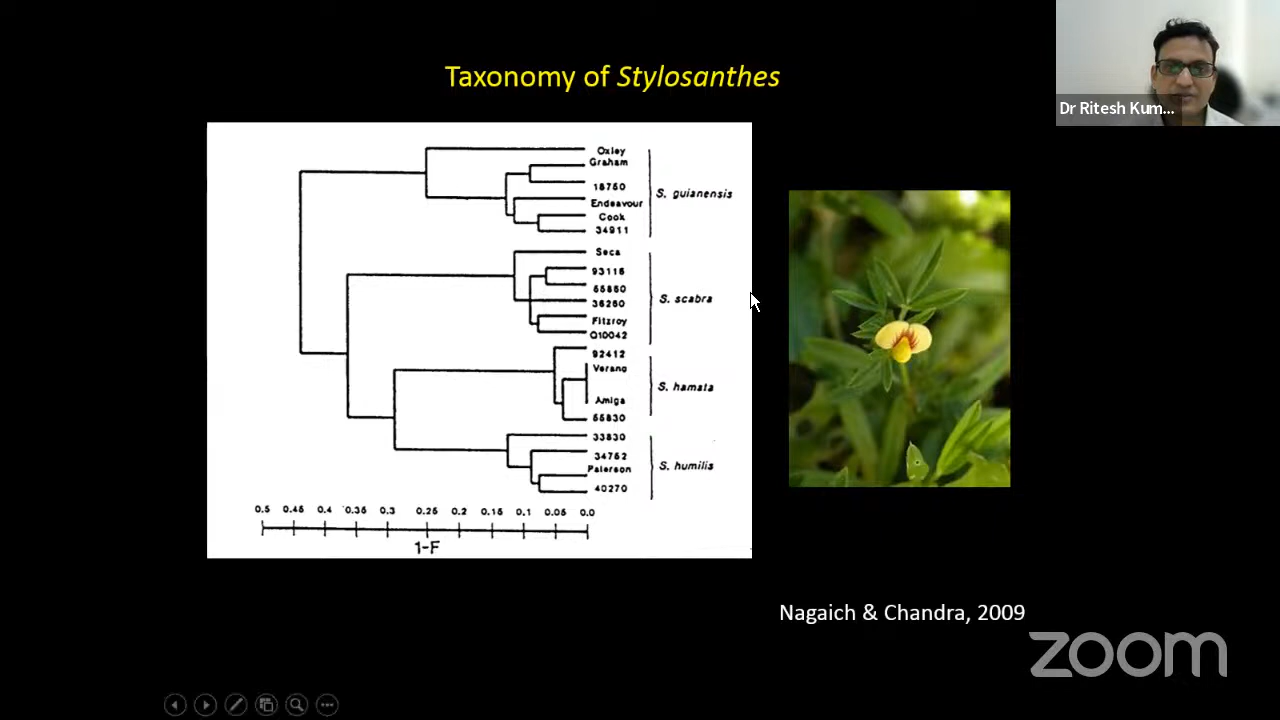 Taxonomy of Stylosanthes
Dr Ritesh Kum...
Oxley
Graham
18750
Endeavour
Cook
34911
S. guianensis
Seca
93116
55860
36260
Fitzroy
Q10042
S. scabra
92412
Verano
Amiga
55830
S. hamata
33830
34752
Paterson
40270
S. humilis
0.5 0.45 0.4 0.35 0.3 0.25 0.2 0.15 0.1 0.05 0.0
1-F
Nagaich & Chandra, 2009
zoom